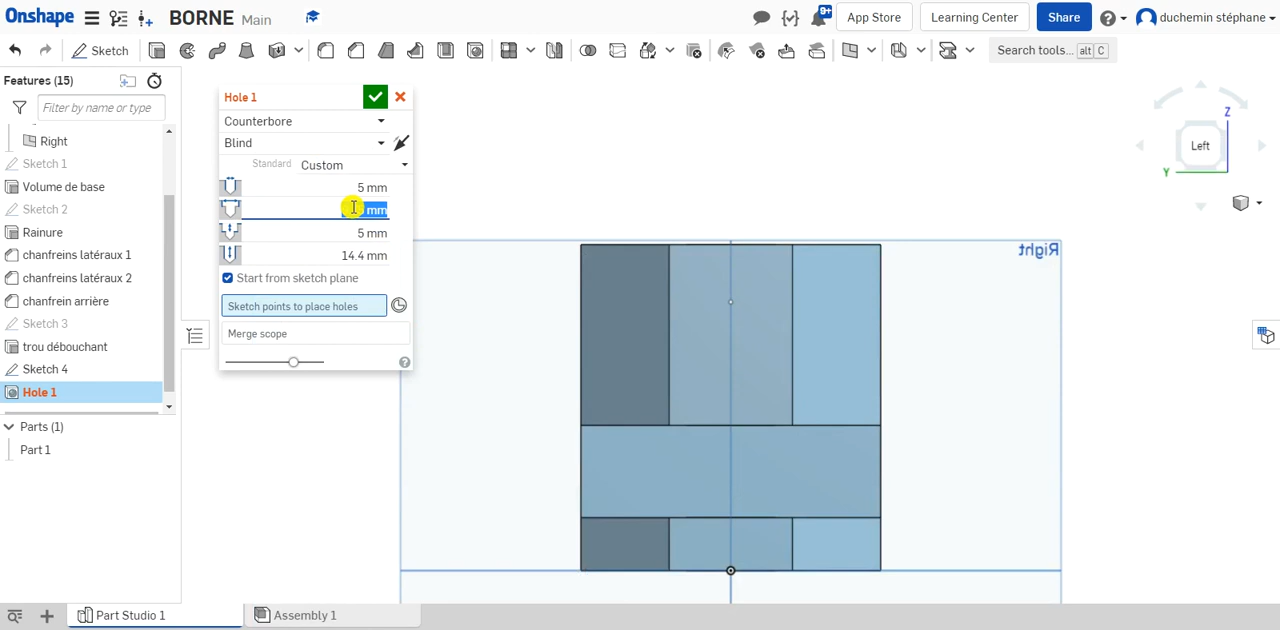 Onshape BORNE Main 9+ App Store Learning Center Share duchemin stéphane
Sketch Search tools... alt C
Features (15)
Filter by name or type
Right
Sketch 1
Volume de base
Sketch 2
Rainure
chanfreins latéraux 1
chanfreins latéraux 2
chanfrein arrière
Sketch 3
trou débouchant
Sketch 4
Hole 1
Parts (1)
Part 1
Hole 1
Counterbore
Blind
Standard Custom
5 mm
mm
5 mm
14.4 mm
Start from sketch plane
Sketch points to place holes
Merge scope
Right
Z
Left
Y
Part Studio 1 Assembly 1